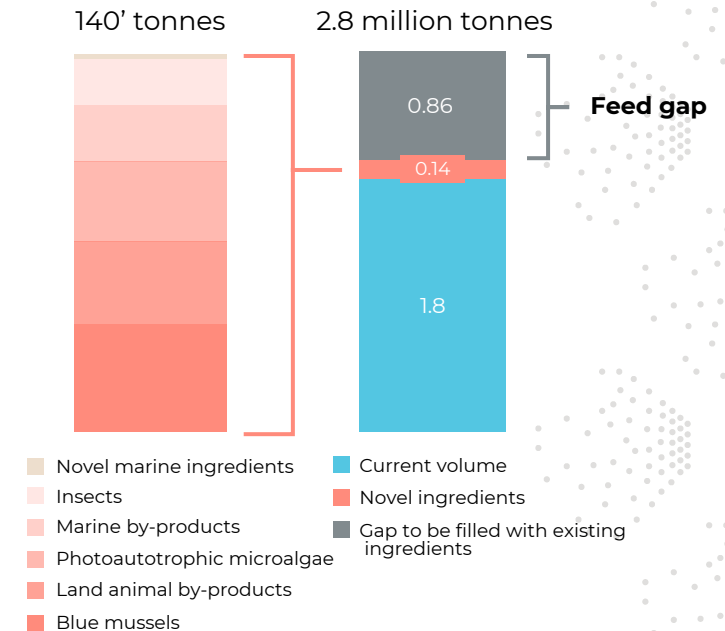 140’ tonnes
2.8 million tonnes
0.86
Feed gap
0.14
1.8
Novel marine ingredients
Insects
Marine by-products
Photoautotrophic microalgae
Land animal by-products
Blue mussels
Current volume
Novel ingredients
Gap to be filled with existing
ingredients